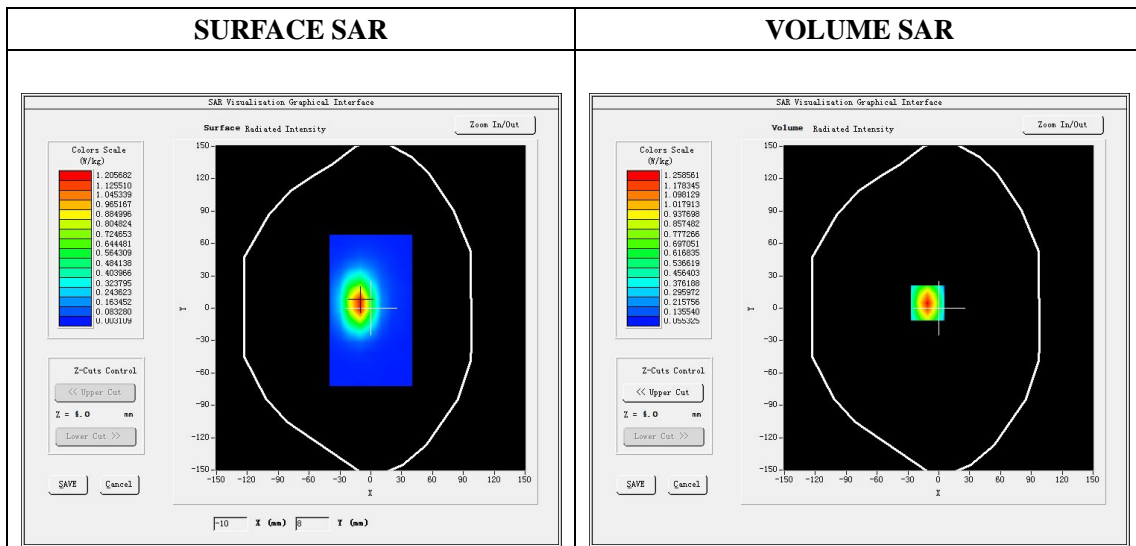 SURFACE SAR
VOLUME SAR
SAR Visualisation Graphical Interface
Surface Radiated Intensity
Zoom In/Out
Colors Scale
(W/kg)
1.205682
1.125510
1.045339
0.965167
0.884996
0.804824
0.724653
0.644481
0.564309
0.484138
0.403966
0.323795
0.243623
0.163452
0.083280
0.003109
Z-Cuts Control
<< Upper Cut
Z = 4.0 mm
Lower Cut >>
SAVE Cancel
150
120
90
60
30
0
-30
-60
-90
-120
-150
Y
-150 -120 -90 -60 -30 0 30 60 90 120 150
X
-10 X (mm) 8 Y (mm)
SAR Visualisation Graphical Interface
Volume Radiated Intensity
Zoom In/Out
Colors Scale
(W/kg)
1.258561
1.178345
1.098129
1.017913
0.937698
0.857482
0.777266
0.697051
0.616835
0.536619
0.456403
0.376188
0.295972
0.215756
0.135540
0.055325
Z-Cuts Control
<< Upper Cut
Z = 4.0 mm
Lower Cut >>
SAVE Cancel
150
120
90
60
30
0
-30
-60
-90
-120
-150
Y
-150 -120 -90 -60 -30 0 30 60 90 120 150
X